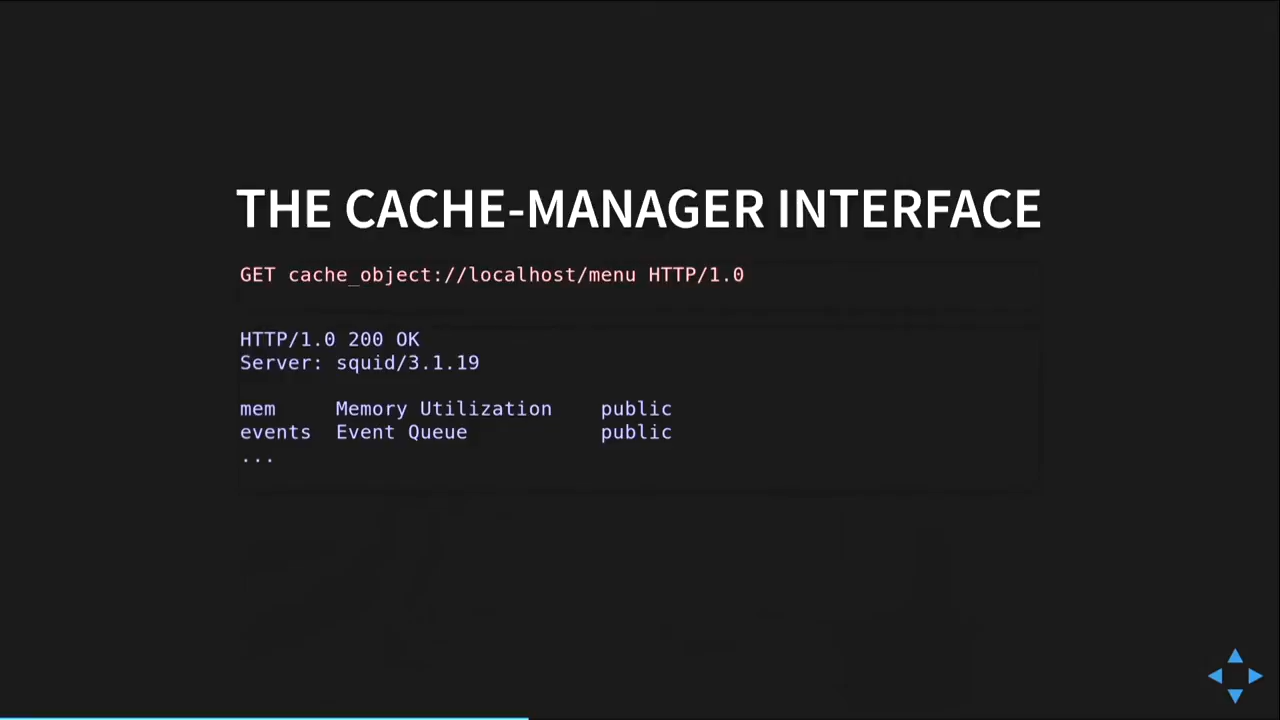 THE CACHE-MANAGER INTERFACE
GET cache_object://localhost/menu HTTP/1.0
HTTP/1.0 200 OK
Server: squid/3.1.19
mem     Memory Utilization    public
events  Event Queue           public
...